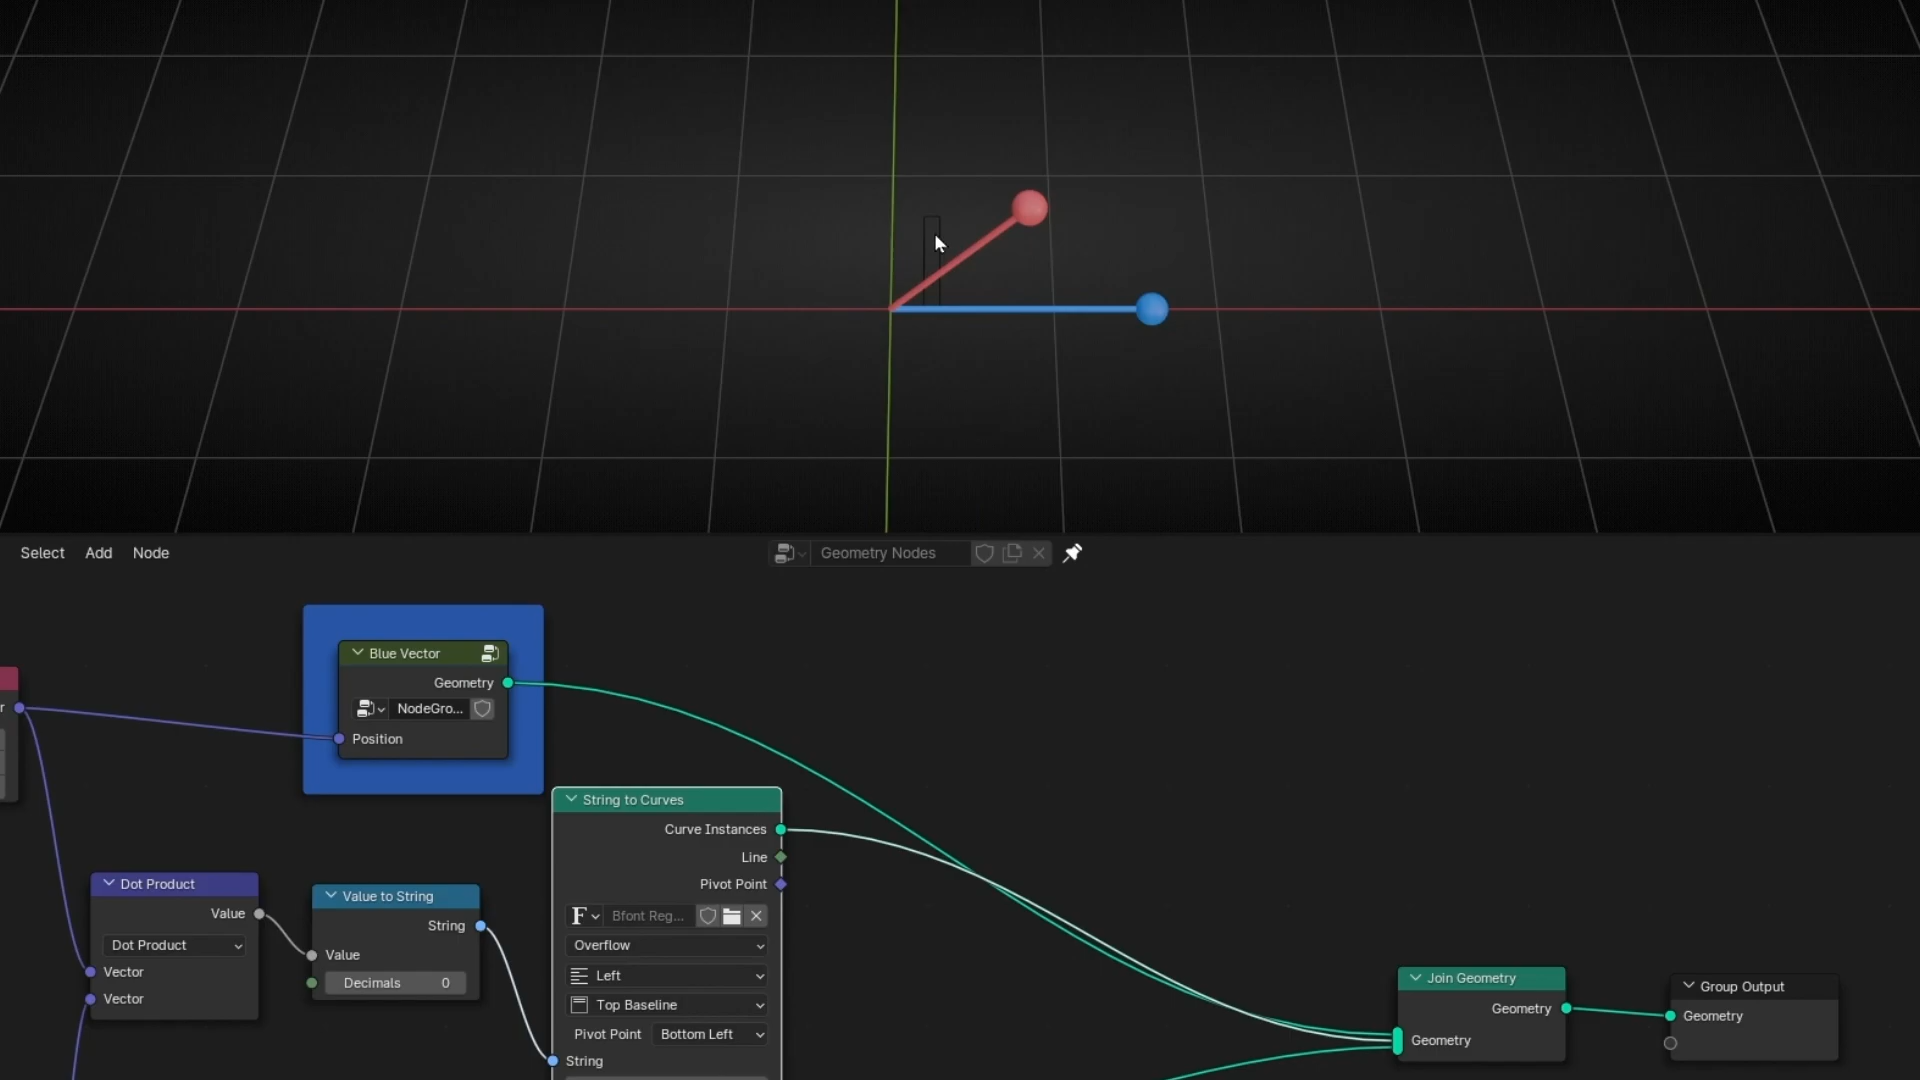 Select Add Node
Geometry Nodes
Blue Vector
Geometry
NodeGro...
r
Position
String to Curves
Curve Instances
Line
Pivot Point
F Bfont Reg...
Overflow
Left
Top Baseline
Pivot Point Bottom Left
String
Dot Product
Value
Dot Product
Vector
Vector
Value to String
String
Value
Decimals 0
Join Geometry
Geometry
Geometry
Group Output
Geometry